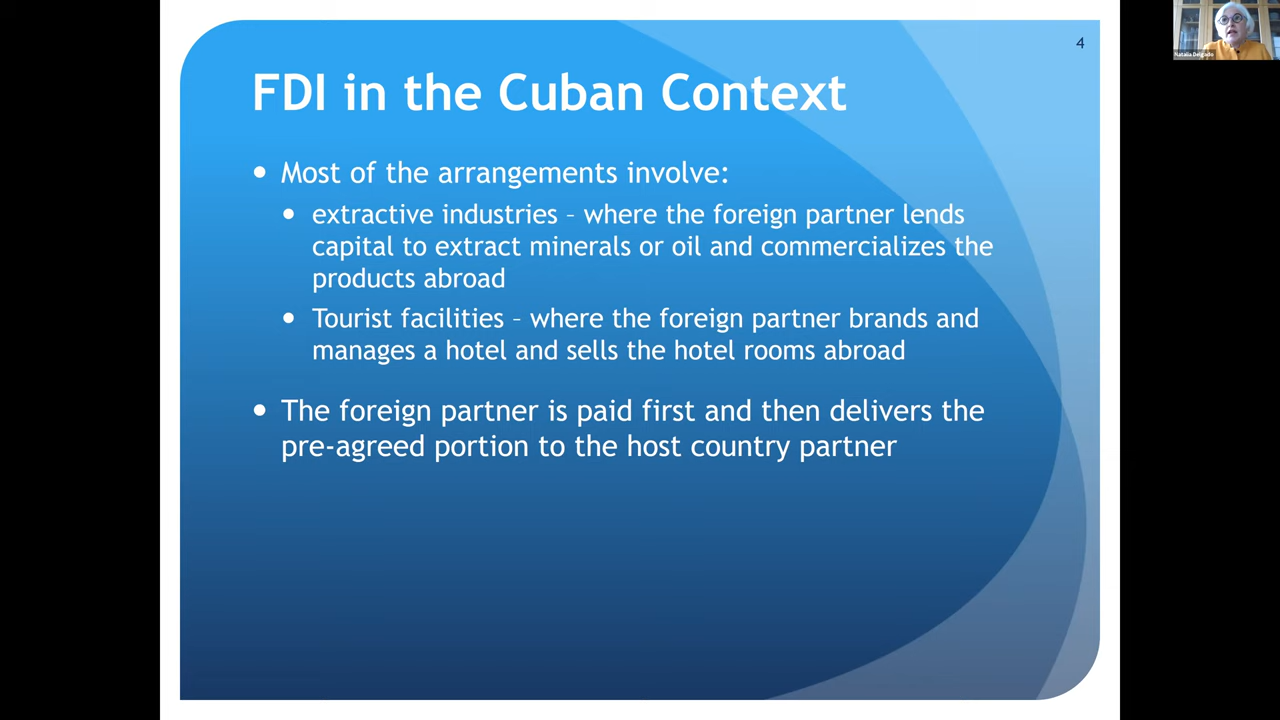 4
FDI in the Cuban Context
• Most of the arrangements involve:
• extractive industries – where the foreign partner lends
capital to extract minerals or oil and commercializes the
products abroad
• Tourist facilities – where the foreign partner brands and
manages a hotel and sells the hotel rooms abroad
• The foreign partner is paid first and then delivers the
pre-agreed portion to the host country partner
Natalia Delgado